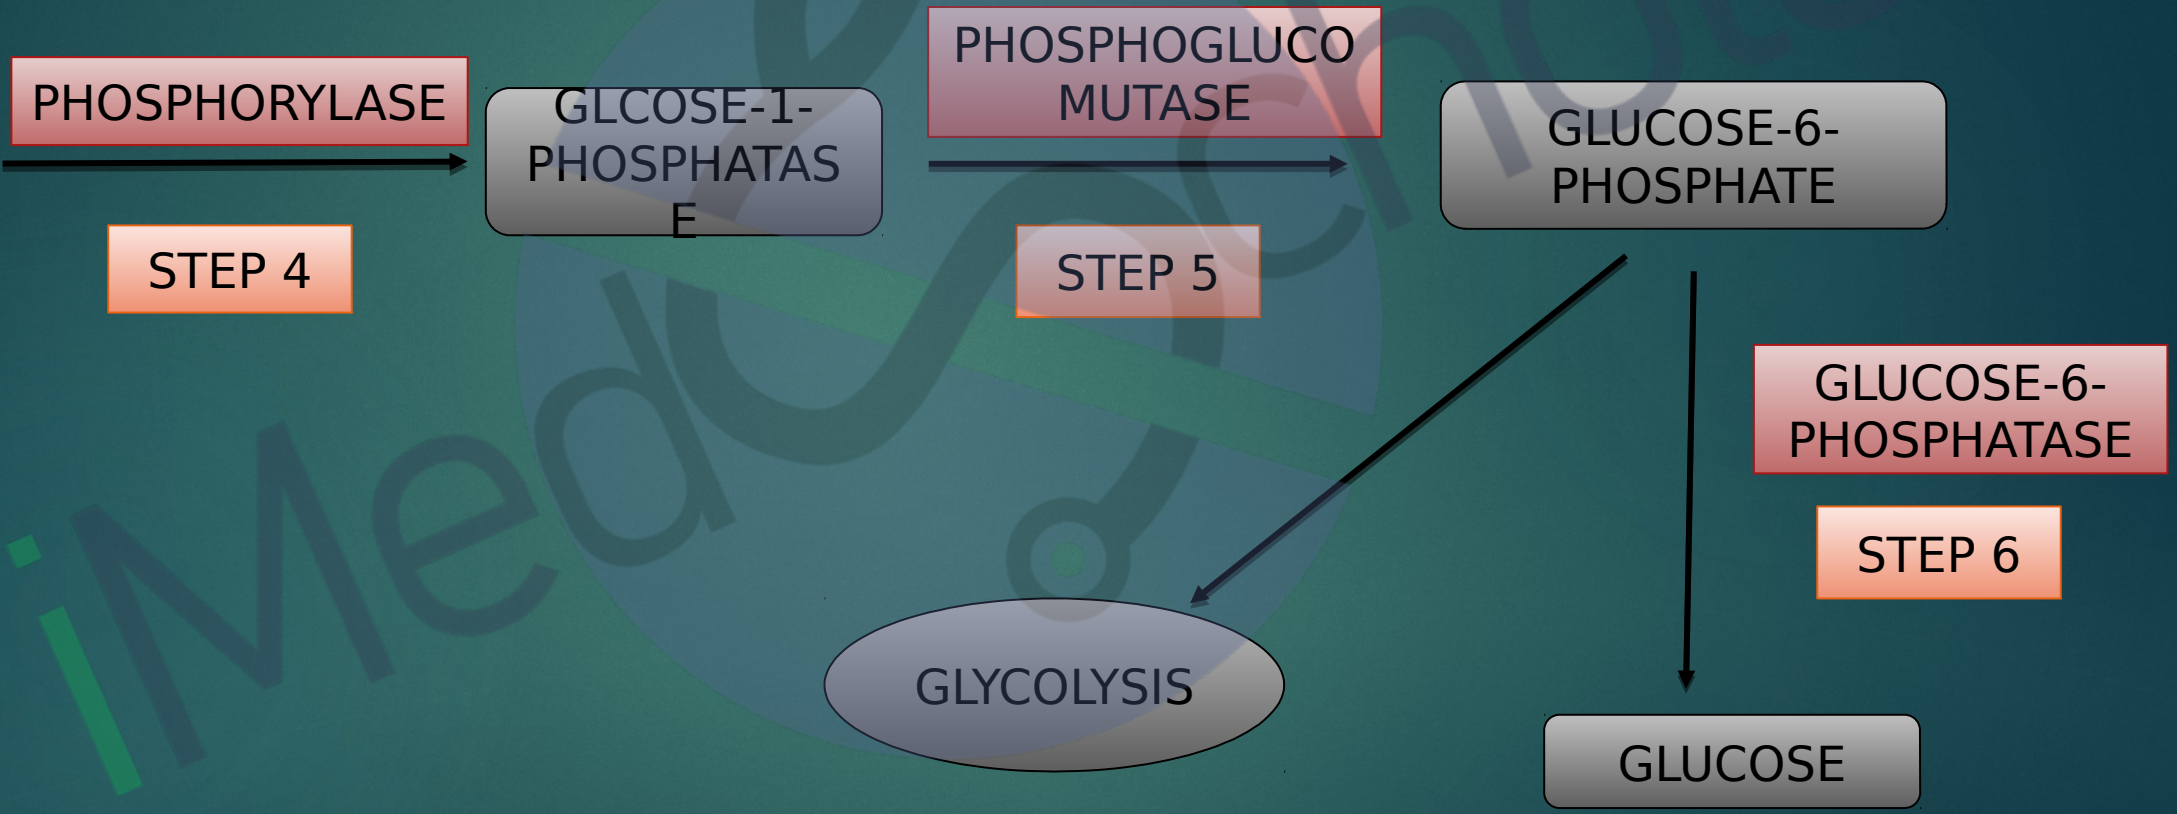 PHOSPHORYLASE
GLCOSE-1-
PHOSPHATAS
E
PHOSPHOGLUCO
MUTASE
GLUCOSE-6-
PHOSPHATE
STEP 4
STEP 5
GLUCOSE-6-
PHOSPHATASE
STEP 6
GLYCOLYSIS
GLUCOSE
iMedScholo